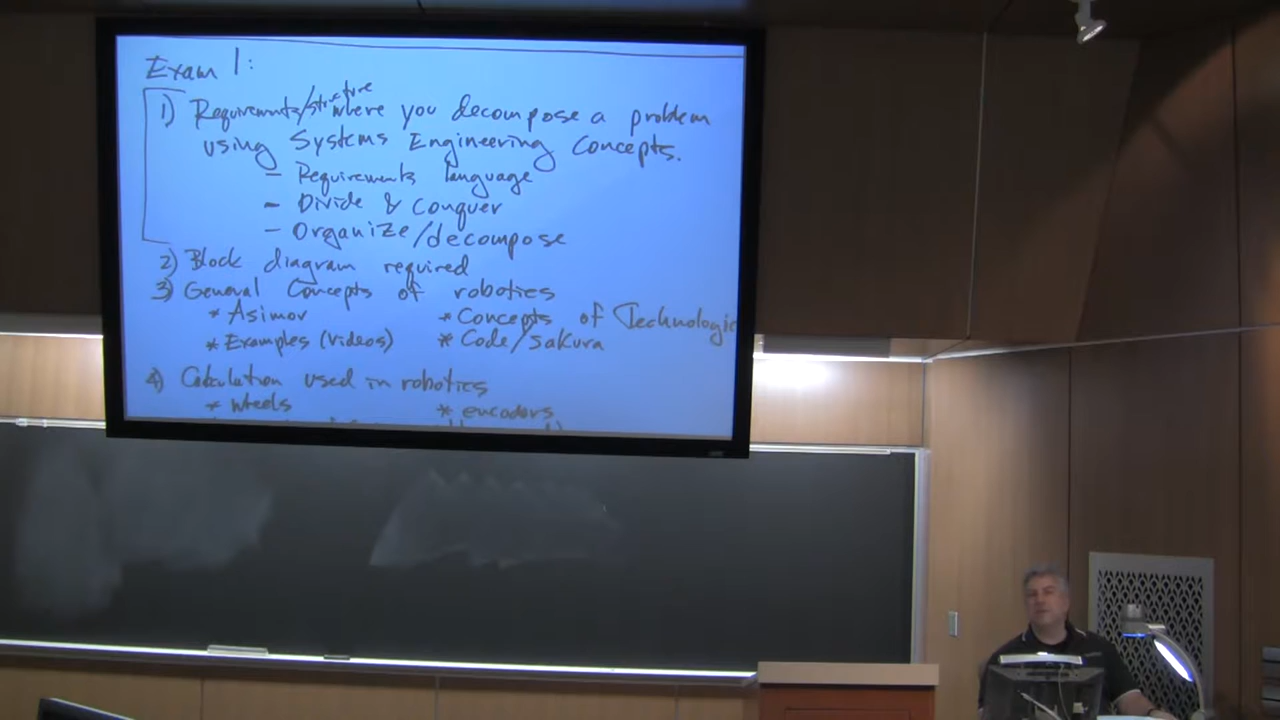 Exam 1:
1) Requirements/structure where you decompose a problem
using Systems Engineering Concepts.
- Requirements language
- Divide & Conquer
- Organize/decompose
2) Block diagram required
3) General Concepts of robotics
* Asimov * Concepts of Technologic
* Examples (videos) * Code/Sakura
4) Calculation used in robotics
* wheels * encoders